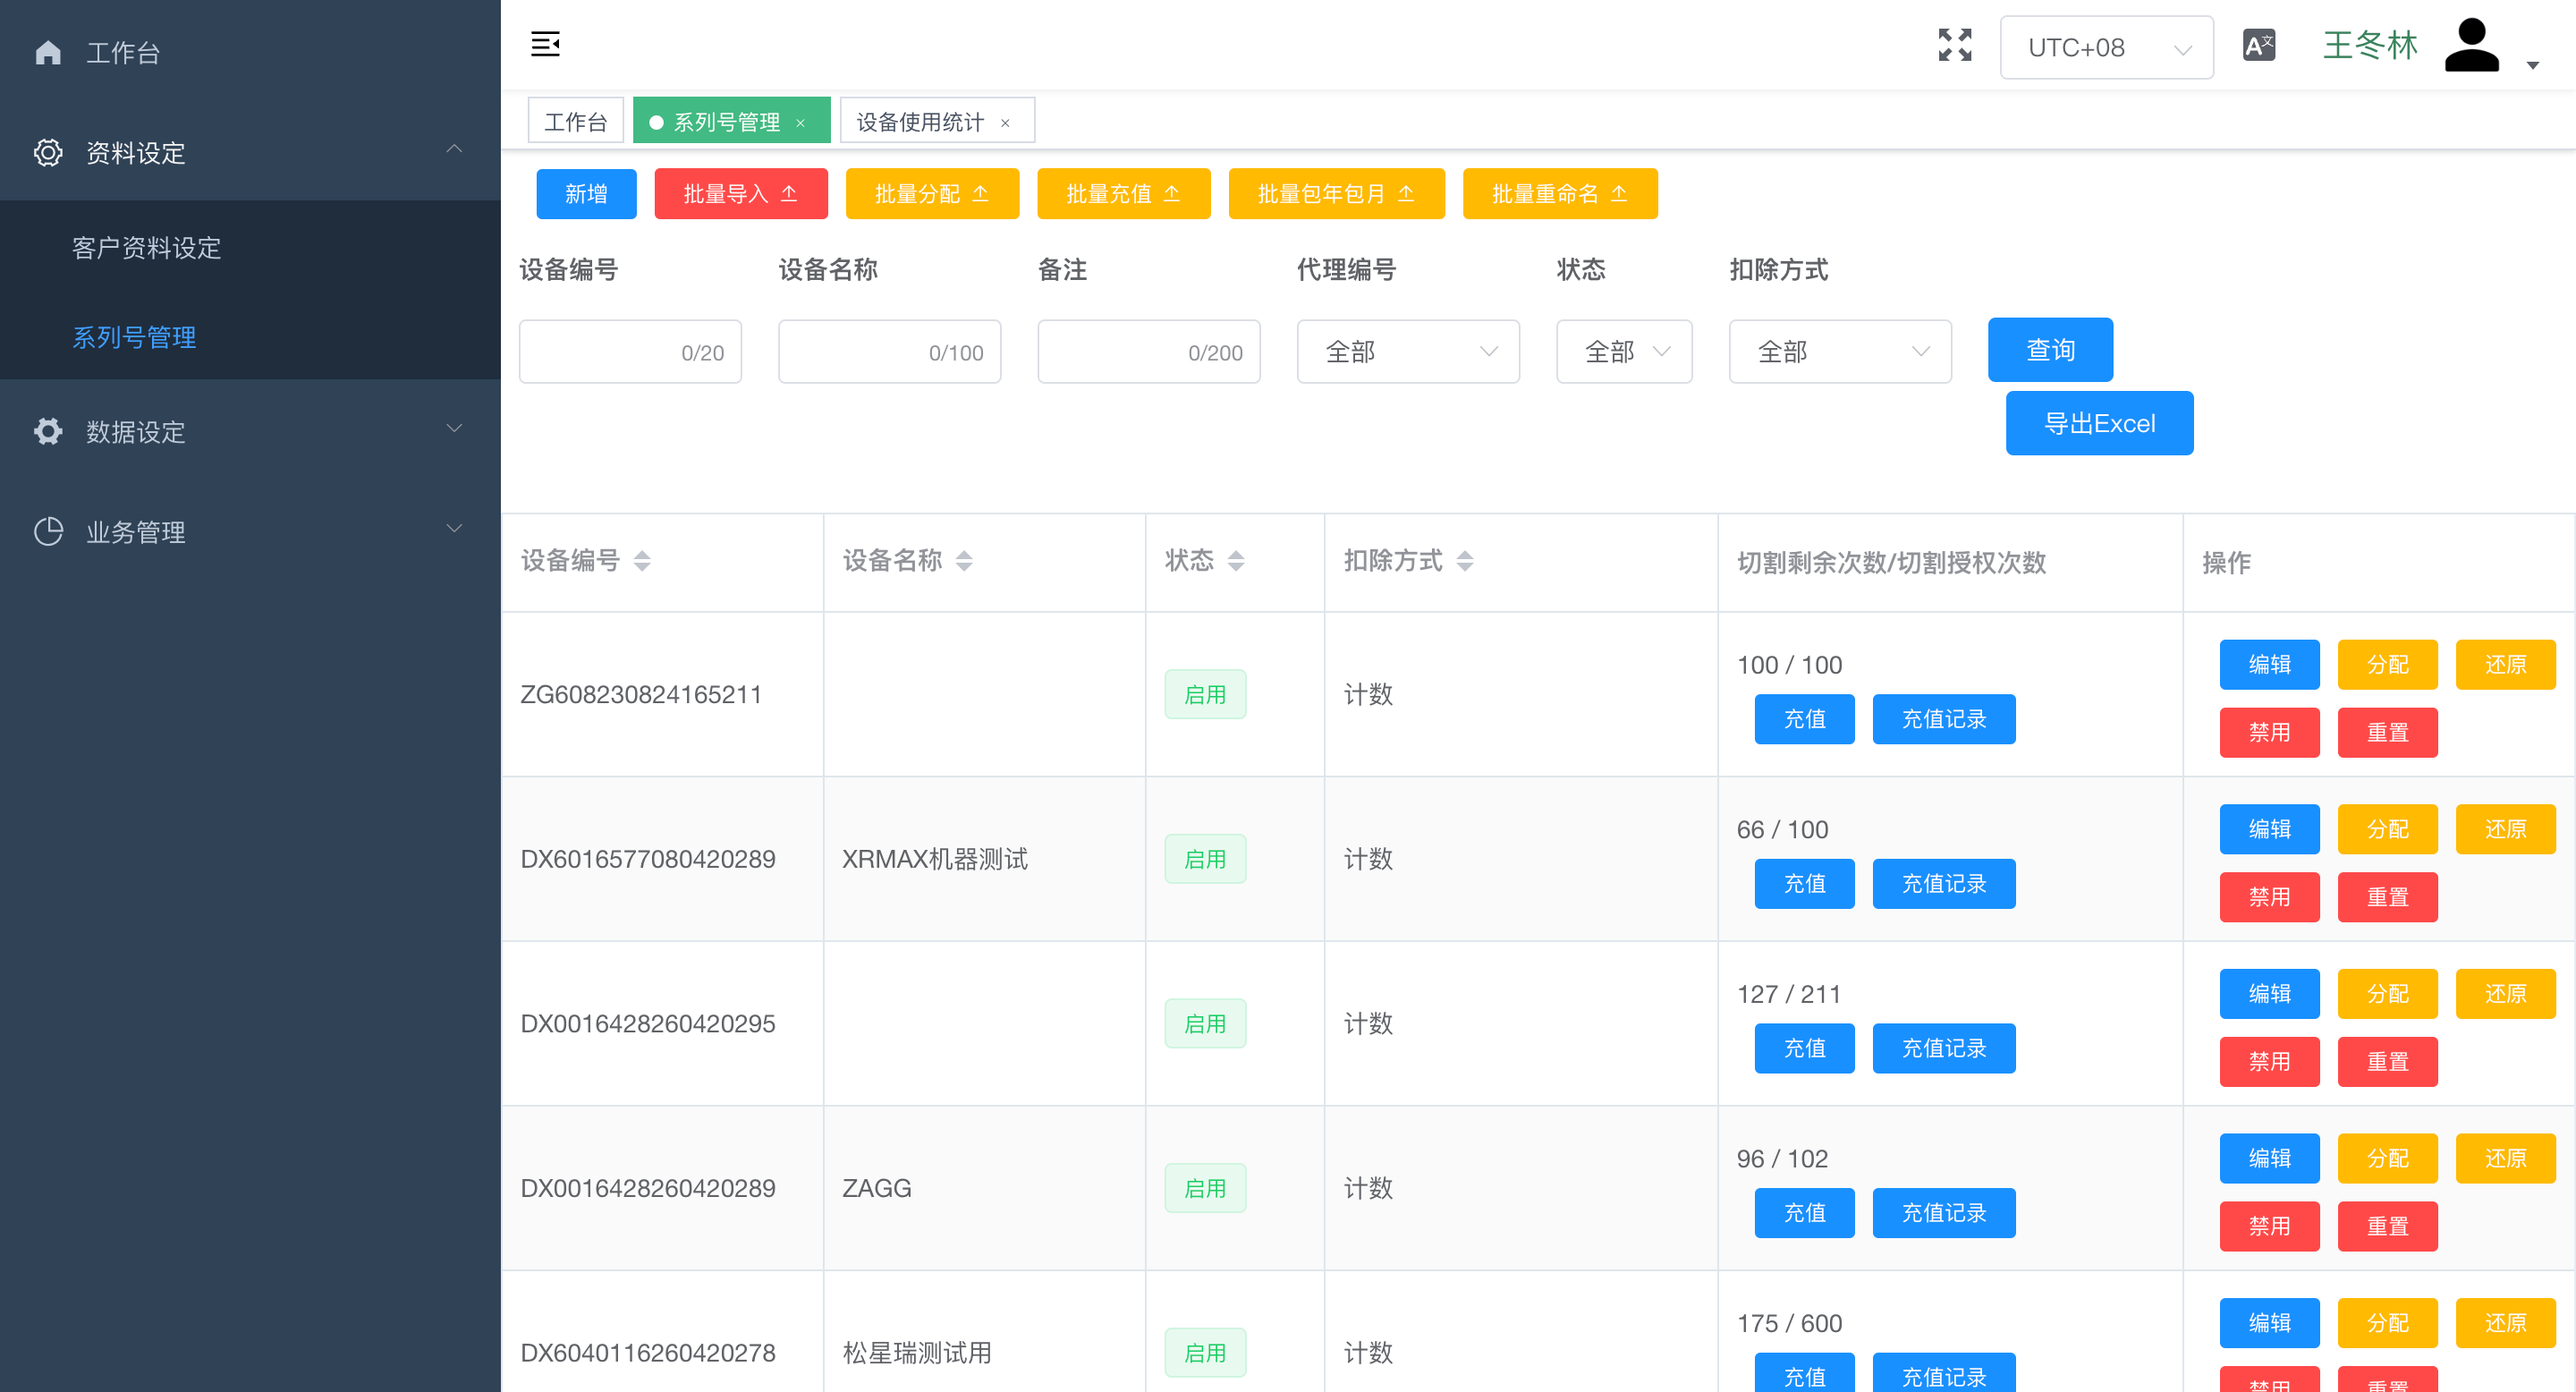 工作台
资料设定
客户资料设定
系列号管理
数据设定
业务管理
UTC+08
王冬林
工作台
系列号管理 ×
设备使用统计 ×
新增
批量导入
批量分配
批量充值
批量包年包月
批量重命名
设备编号 设备名称 备注 代理编号 状态 扣除方式
0/20 0/100 0/200 全部 全部 全部 查询
导出Excel
设备编号 设备名称 状态 扣除方式 切割剩余次数/切割授权次数 操作
ZG608230824165211 启用 计数 100 / 100 充值 充值记录 编辑 分配 还原 禁用 重置
DX6016577080420289 XRMAX机器测试 启用 计数 66 / 100 充值 充值记录 编辑 分配 还原 禁用 重置
DX0016428260420295 启用 计数 127 / 211 充值 充值记录 编辑 分配 还原 禁用 重置
DX0016428260420289 ZAGG 启用 计数 96 / 102 充值 充值记录 编辑 分配 还原 禁用 重置
DX6040116260420278 松星瑞测试用 启用 计数 175 / 600 充值 充值记录 编辑 分配 还原 禁用 重置